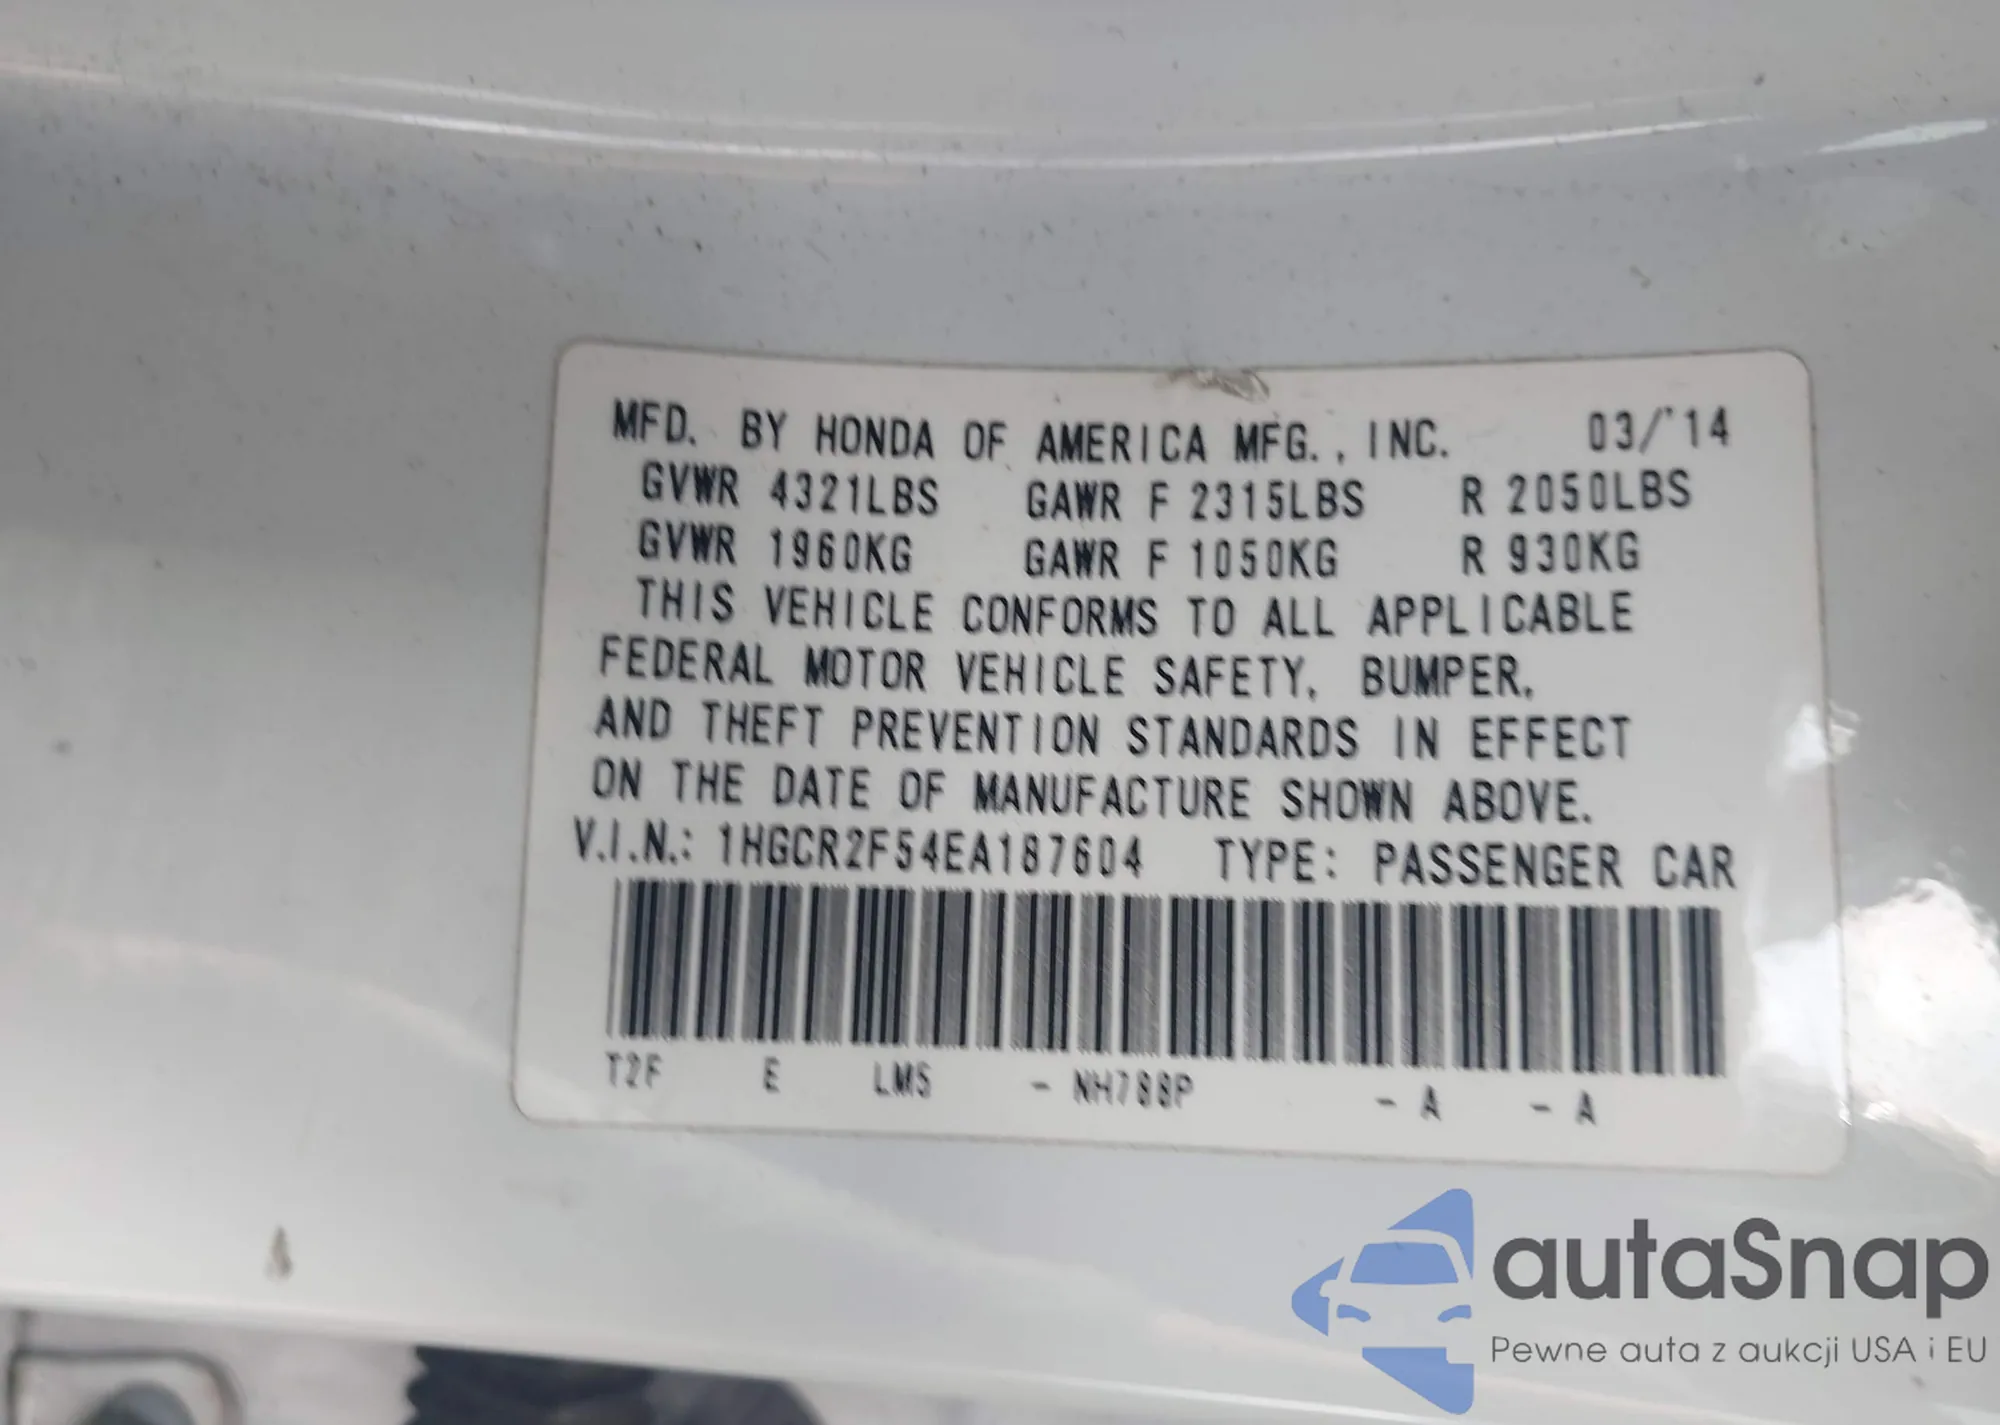 MFD. BY HONDA OF AMERICA MFG., INC. 03/'14
GVWR 4321LBS GAWR F 2315LBS R 2050LBS
GVWR 1960KG GAWR F 1050KG R 930KG
THIS VEHICLE CONFORMS TO ALL APPLICABLE
FEDERAL MOTOR VEHICLE SAFETY, BUMPER,
AND THEFT PREVENTION STANDARDS IN EFFECT
ON THE DATE OF MANUFACTURE SHOWN ABOVE.
V.I.N.: 1HGCR2F54EA187604 TYPE: PASSENGER CAR
T2F E LMS - NH788P - A - A
autaSnap
Pewne auta z aukcji USA i EU